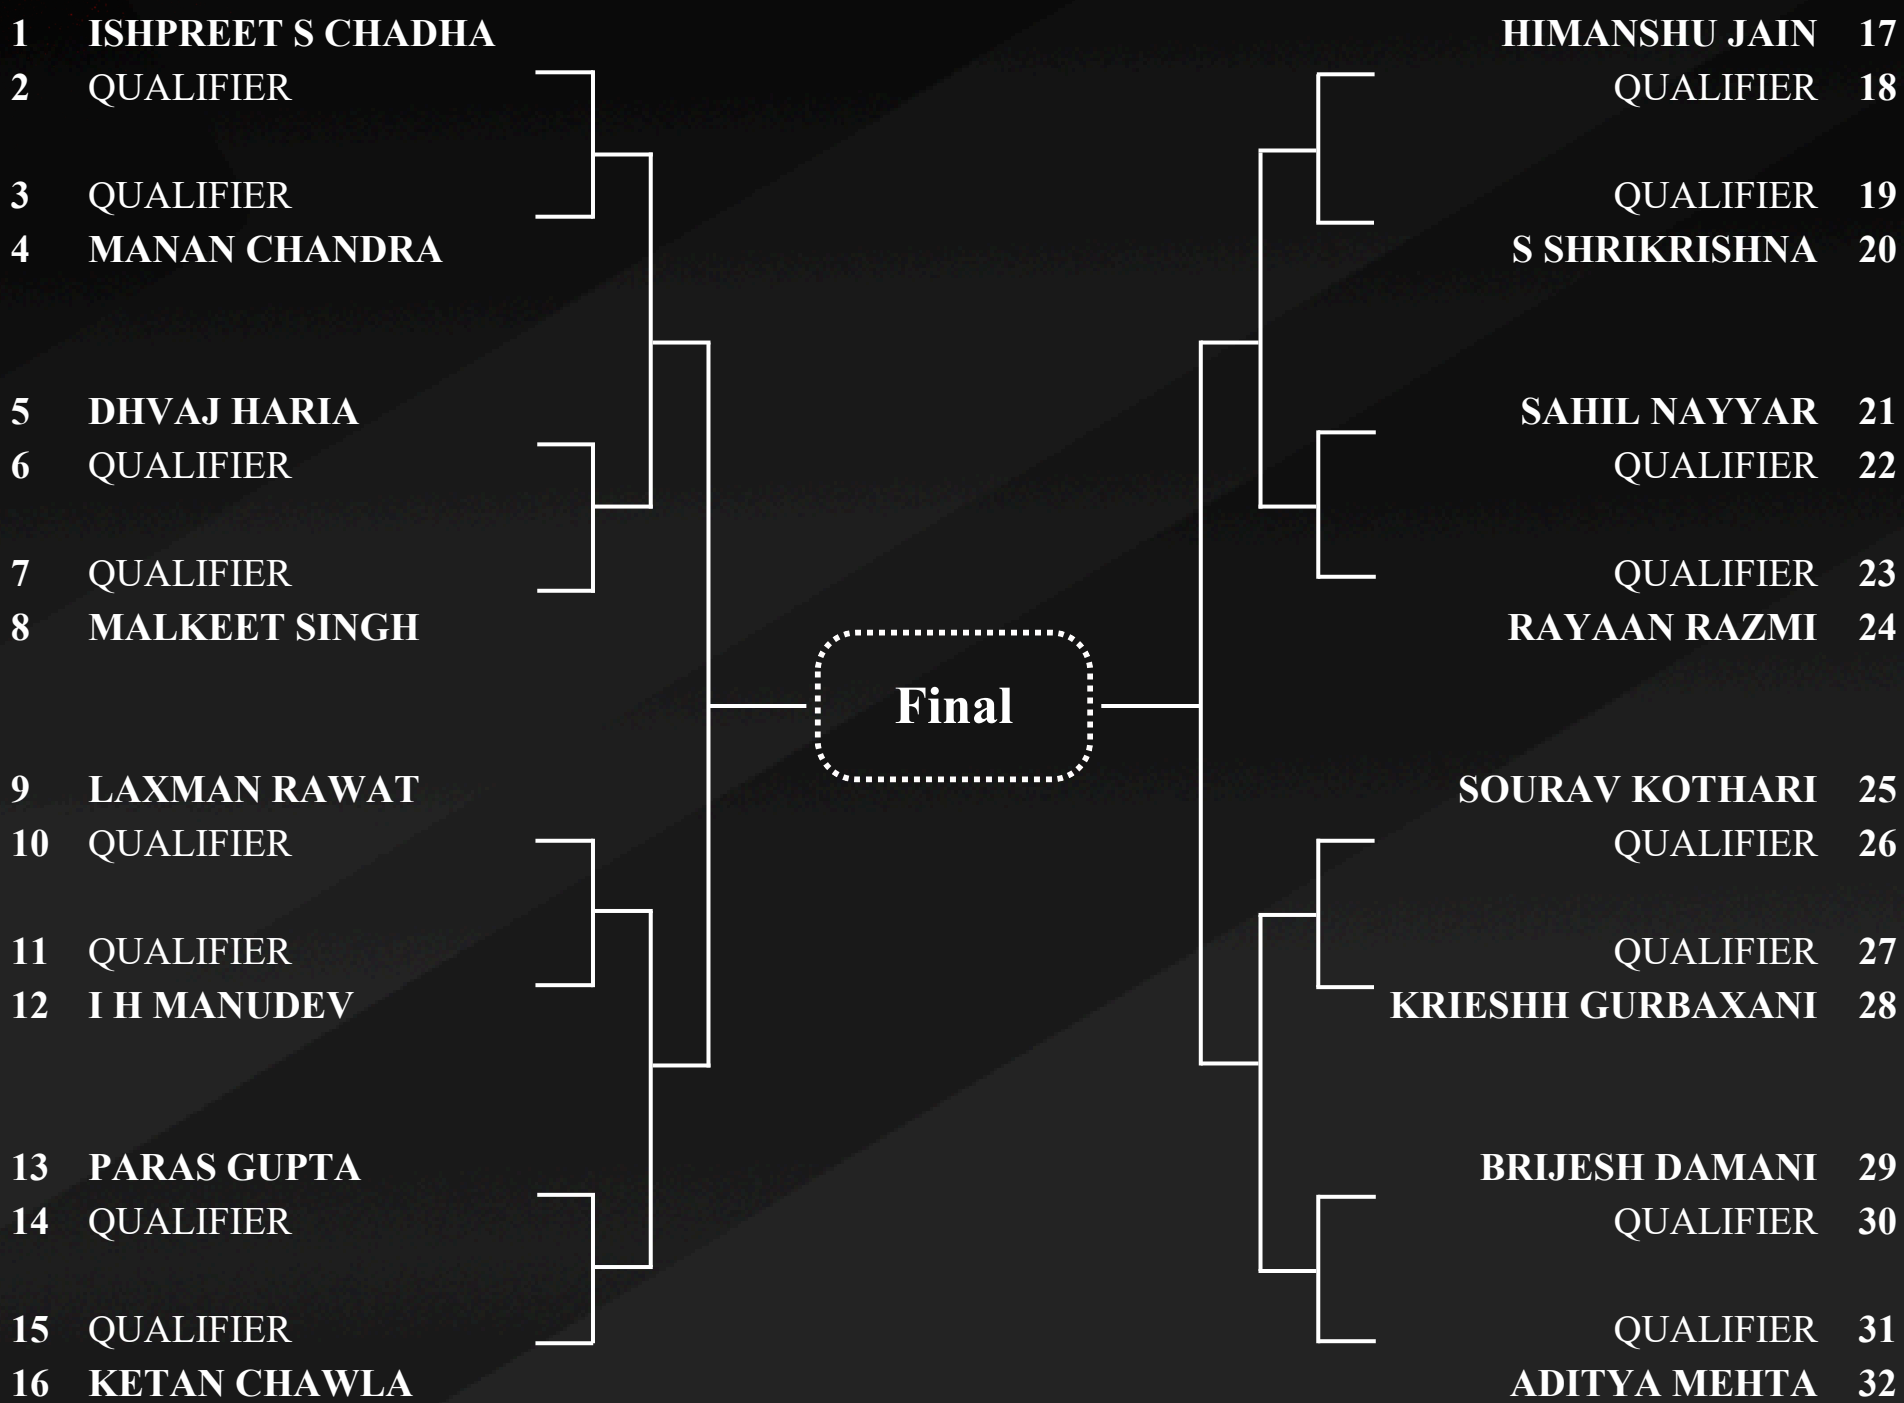 1 ISHPREET S CHADHA
2 QUALIFIER
3 QUALIFIER
4 MANAN CHANDRA
5 DHVAJ HARIA
6 QUALIFIER
7 QUALIFIER
8 MALKEET SINGH
9 LAXMAN RAWAT
10 QUALIFIER
11 QUALIFIER
12 I H MANUDEV
13 PARAS GUPTA
14 QUALIFIER
15 QUALIFIER
16 KETAN CHAWLA
Final
HIMANSHU JAIN 17
QUALIFIER 18
QUALIFIER 19
S SHRIKRISHNA 20
SAHIL NAYYAR 21
QUALIFIER 22
QUALIFIER 23
RAYAAN RAZMI 24
SOURAV KOTHARI 25
QUALIFIER 26
QUALIFIER 27
KRIESHH GURBAXANI 28
BRIJESH DAMANI 29
QUALIFIER 30
QUALIFIER 31
ADITYA MEHTA 32